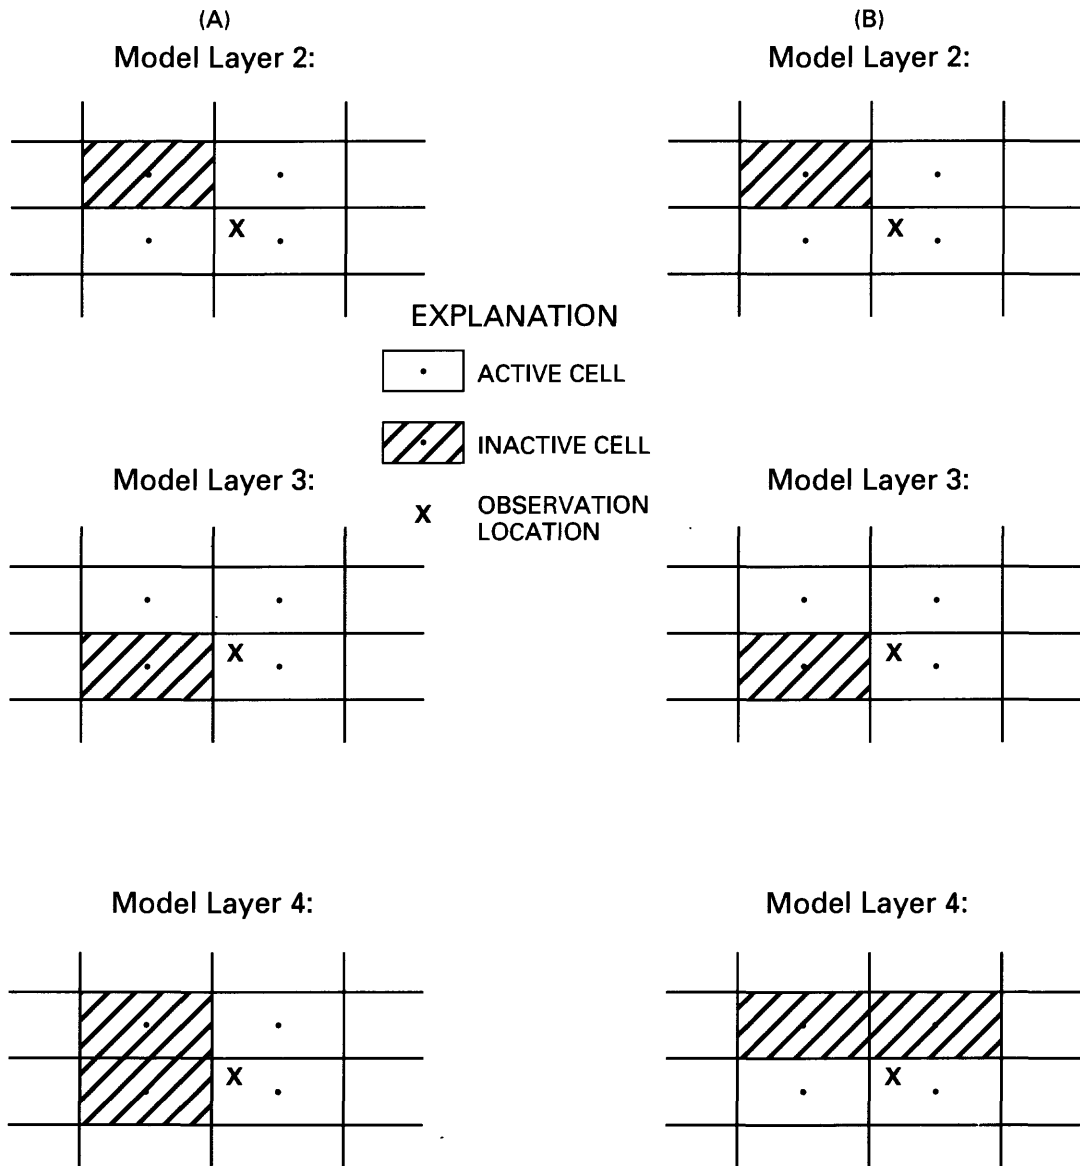 (A)
Model Layer 2:
(B)
Model Layer 2:
X
X
EXPLANATION
ACTIVE CELL
INACTIVE CELL
X OBSERVATION
LOCATION
Model Layer 3:
Model Layer 3:
X
X
Model Layer 4:
Model Layer 4:
X
X